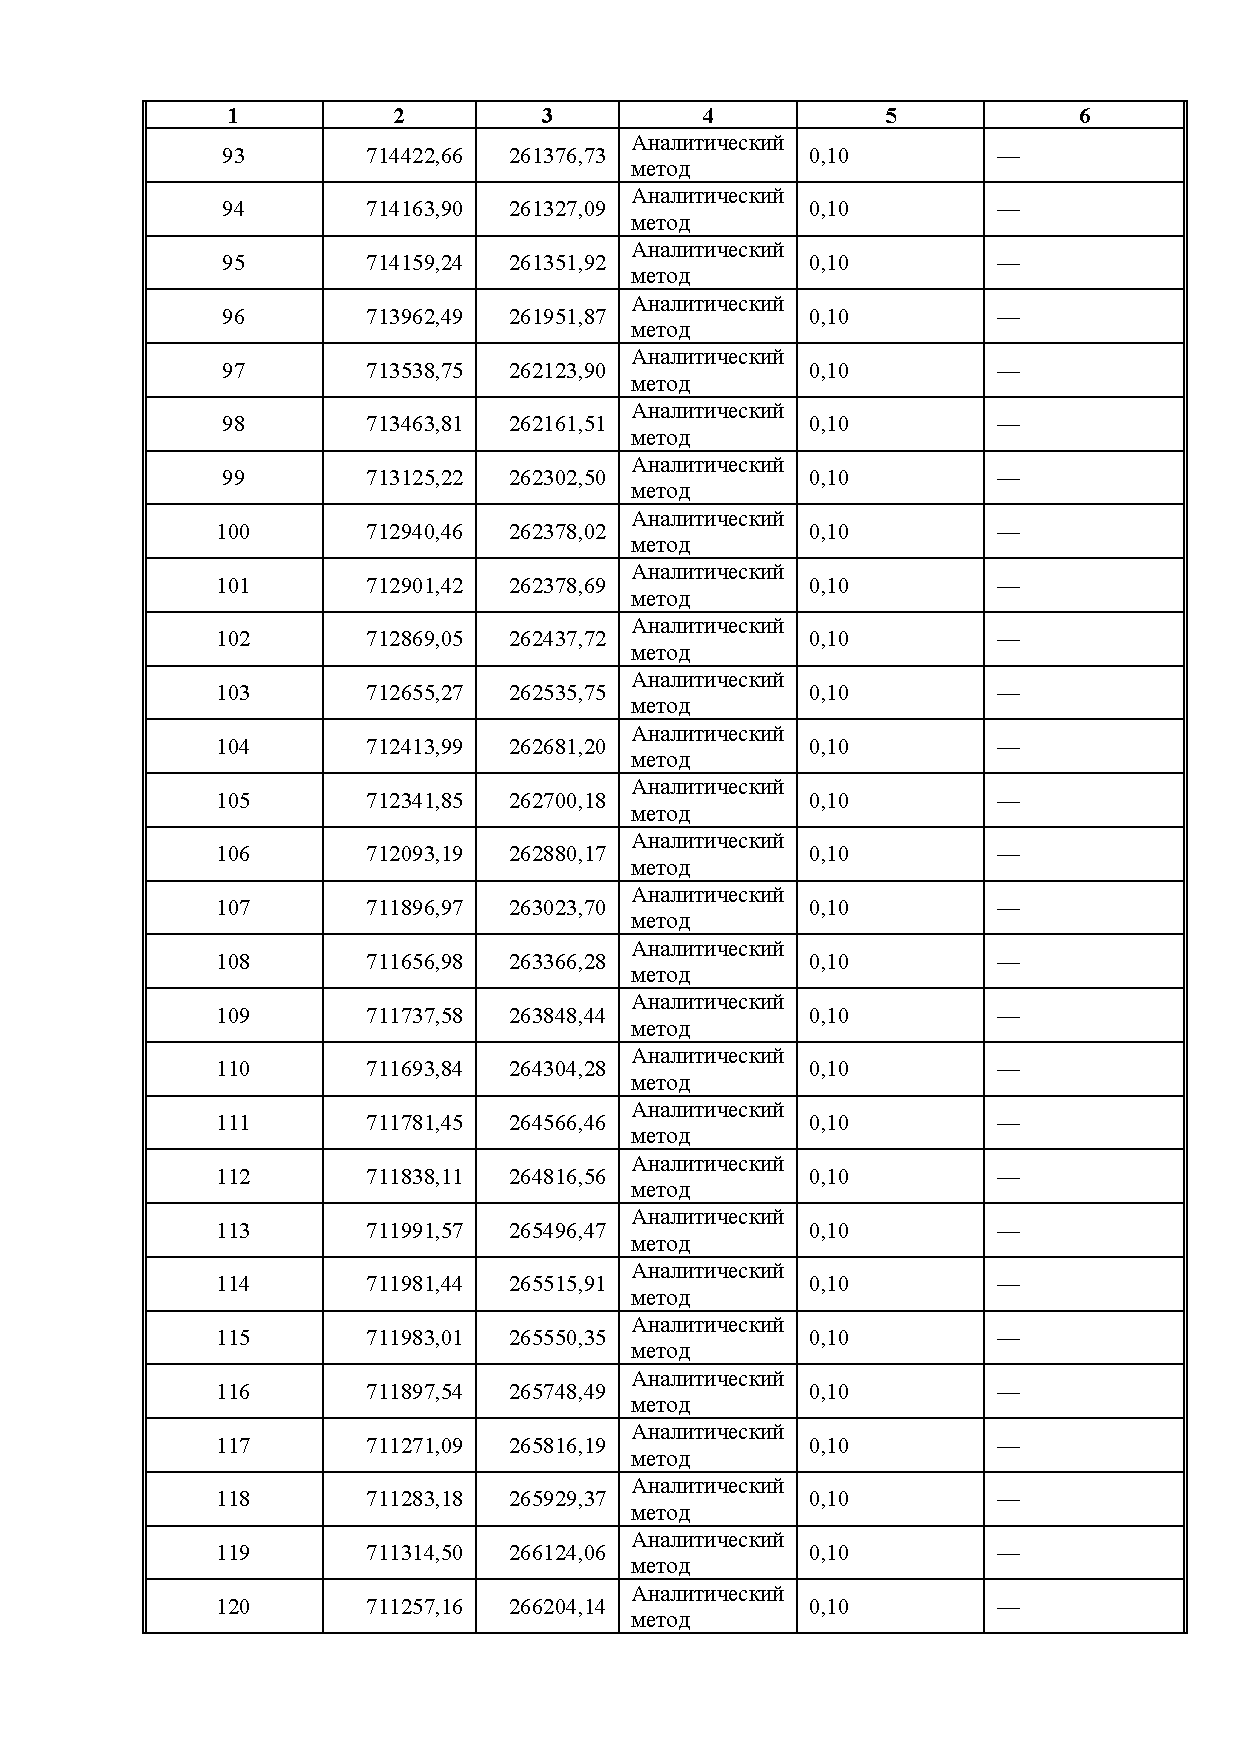 1 2 3 4 5 6
93 714422,66 261376,73 Аналитический метод 0,10 —
94 714163,90 261327,09 Аналитический метод 0,10 —
95 714159,24 261351,92 Аналитический метод 0,10 —
96 713962,49 261951,87 Аналитический метод 0,10 —
97 713538,75 262123,90 Аналитический метод 0,10 —
98 713463,81 262161,51 Аналитический метод 0,10 —
99 713125,22 262302,50 Аналитический метод 0,10 —
100 712940,46 262378,02 Аналитический метод 0,10 —
101 712901,42 262378,69 Аналитический метод 0,10 —
102 712869,05 262437,72 Аналитический метод 0,10 —
103 712655,27 262535,75 Аналитический метод 0,10 —
104 712413,99 262681,20 Аналитический метод 0,10 —
105 712341,85 262700,18 Аналитический метод 0,10 —
106 712093,19 262880,17 Аналитический метод 0,10 —
107 711896,97 263023,70 Аналитический метод 0,10 —
108 711656,98 263366,28 Аналитический метод 0,10 —
109 711737,58 263848,44 Аналитический метод 0,10 —
110 711693,84 264304,28 Аналитический метод 0,10 —
111 711781,45 264566,46 Аналитический метод 0,10 —
112 711838,11 264816,56 Аналитический метод 0,10 —
113 711991,57 265496,47 Аналитический метод 0,10 —
114 711981,44 265515,91 Аналитический метод 0,10 —
115 711983,01 265550,35 Аналитический метод 0,10 —
116 711897,54 265748,49 Аналитический метод 0,10 —
117 711271,09 265816,19 Аналитический метод 0,10 —
118 711283,18 265929,37 Аналитический метод 0,10 —
119 711314,50 266124,06 Аналитический метод 0,10 —
120 711257,16 266204,14 Аналитический метод 0,10 —